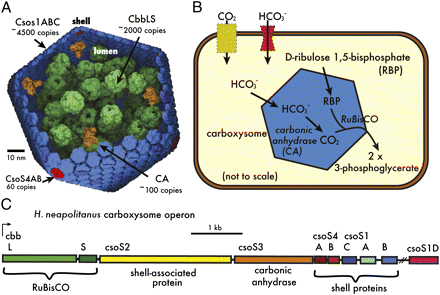 A
Csos1ABC
~4500 copies
shell
CbbLS
~2000 copies
lumen
10 nm
CsoS4AB
60 copies
CA
~100 copies
B
CO₂
HCO₃⁻
D-ribulose 1,5-bisphosphate
(RBP)
HCO₃⁻
HCO₃⁻
RBP
RuBisCO
carboxysome
carbonic
anhydrase
(CA)
CO₂
2 x
3-phosphoglycerate
(not to scale)
C
H. neapolitanus carboxysome operon
1 kb
cbb
L
S
csoS2
csoS3
csoS4
A
B
csoS1
C
A
B
csoS1D
RuBisCO
shell-associated
protein
carbonic
anhydrase
shell proteins